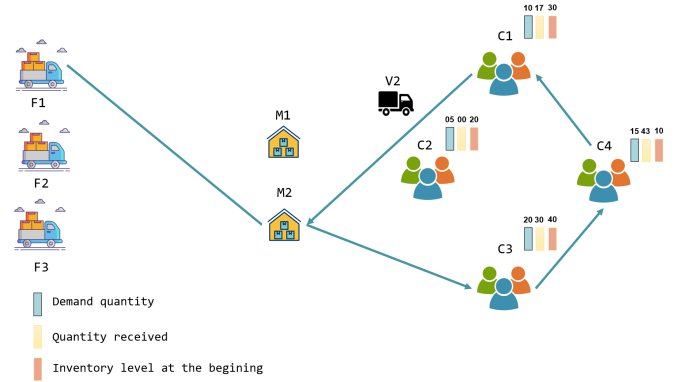 10 17 30
C1
V2
F1
M1
05 00 20
C2
15 43 10
C4
F2
M2
20 30 40
C3
F3
Demand quantity
Quantity received
Inventory level at the begining